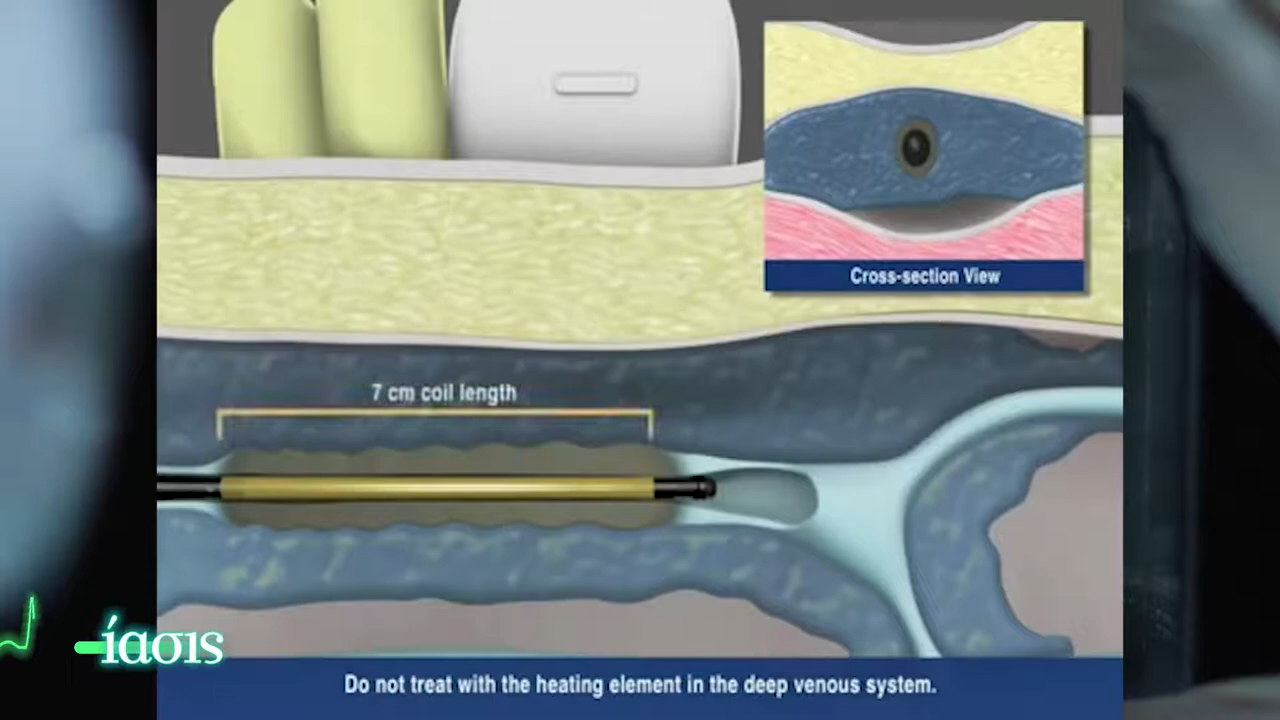 Cross-section View
7 cm coil length
ίασις
Do not treat with the heating element in the deep venous system.